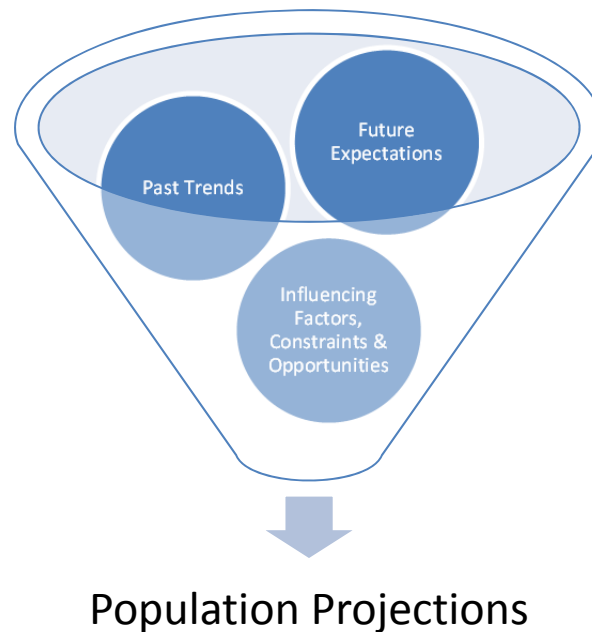 Future
Expectations
Past Trends
Influencing
Factors,
Constraints &
Opportunities
Population Projections